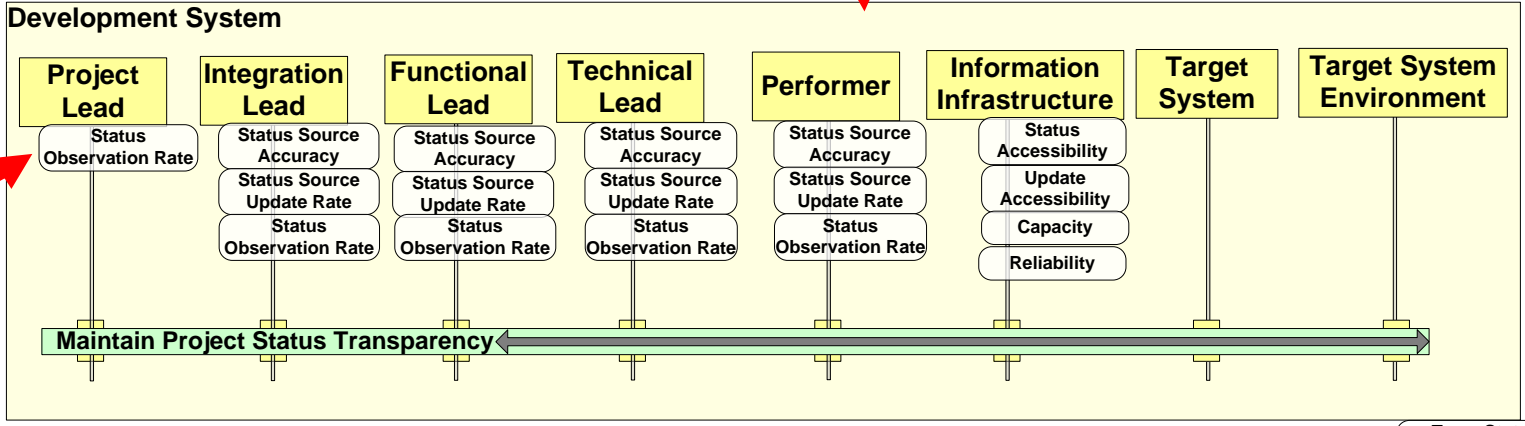 Development System
Project
Lead
Integration
Lead
Functional
Lead
Technical
Lead
Performer
Information
Infrastructure
Target
System
Target System
Environment
Status
Observation Rate
Status Source
Accuracy
Status Source
Update Rate
Status
Observation Rate
Status Source
Accuracy
Status Source
Update Rate
Status
Observation Rate
Status Source
Accuracy
Status Source
Update Rate
Status
Observation Rate
Status Source
Accuracy
Status Source
Update Rate
Status
Observation Rate
Status
Accessibility
Update
Accessibility
Capacity
Reliability
Maintain Project Status Transparency